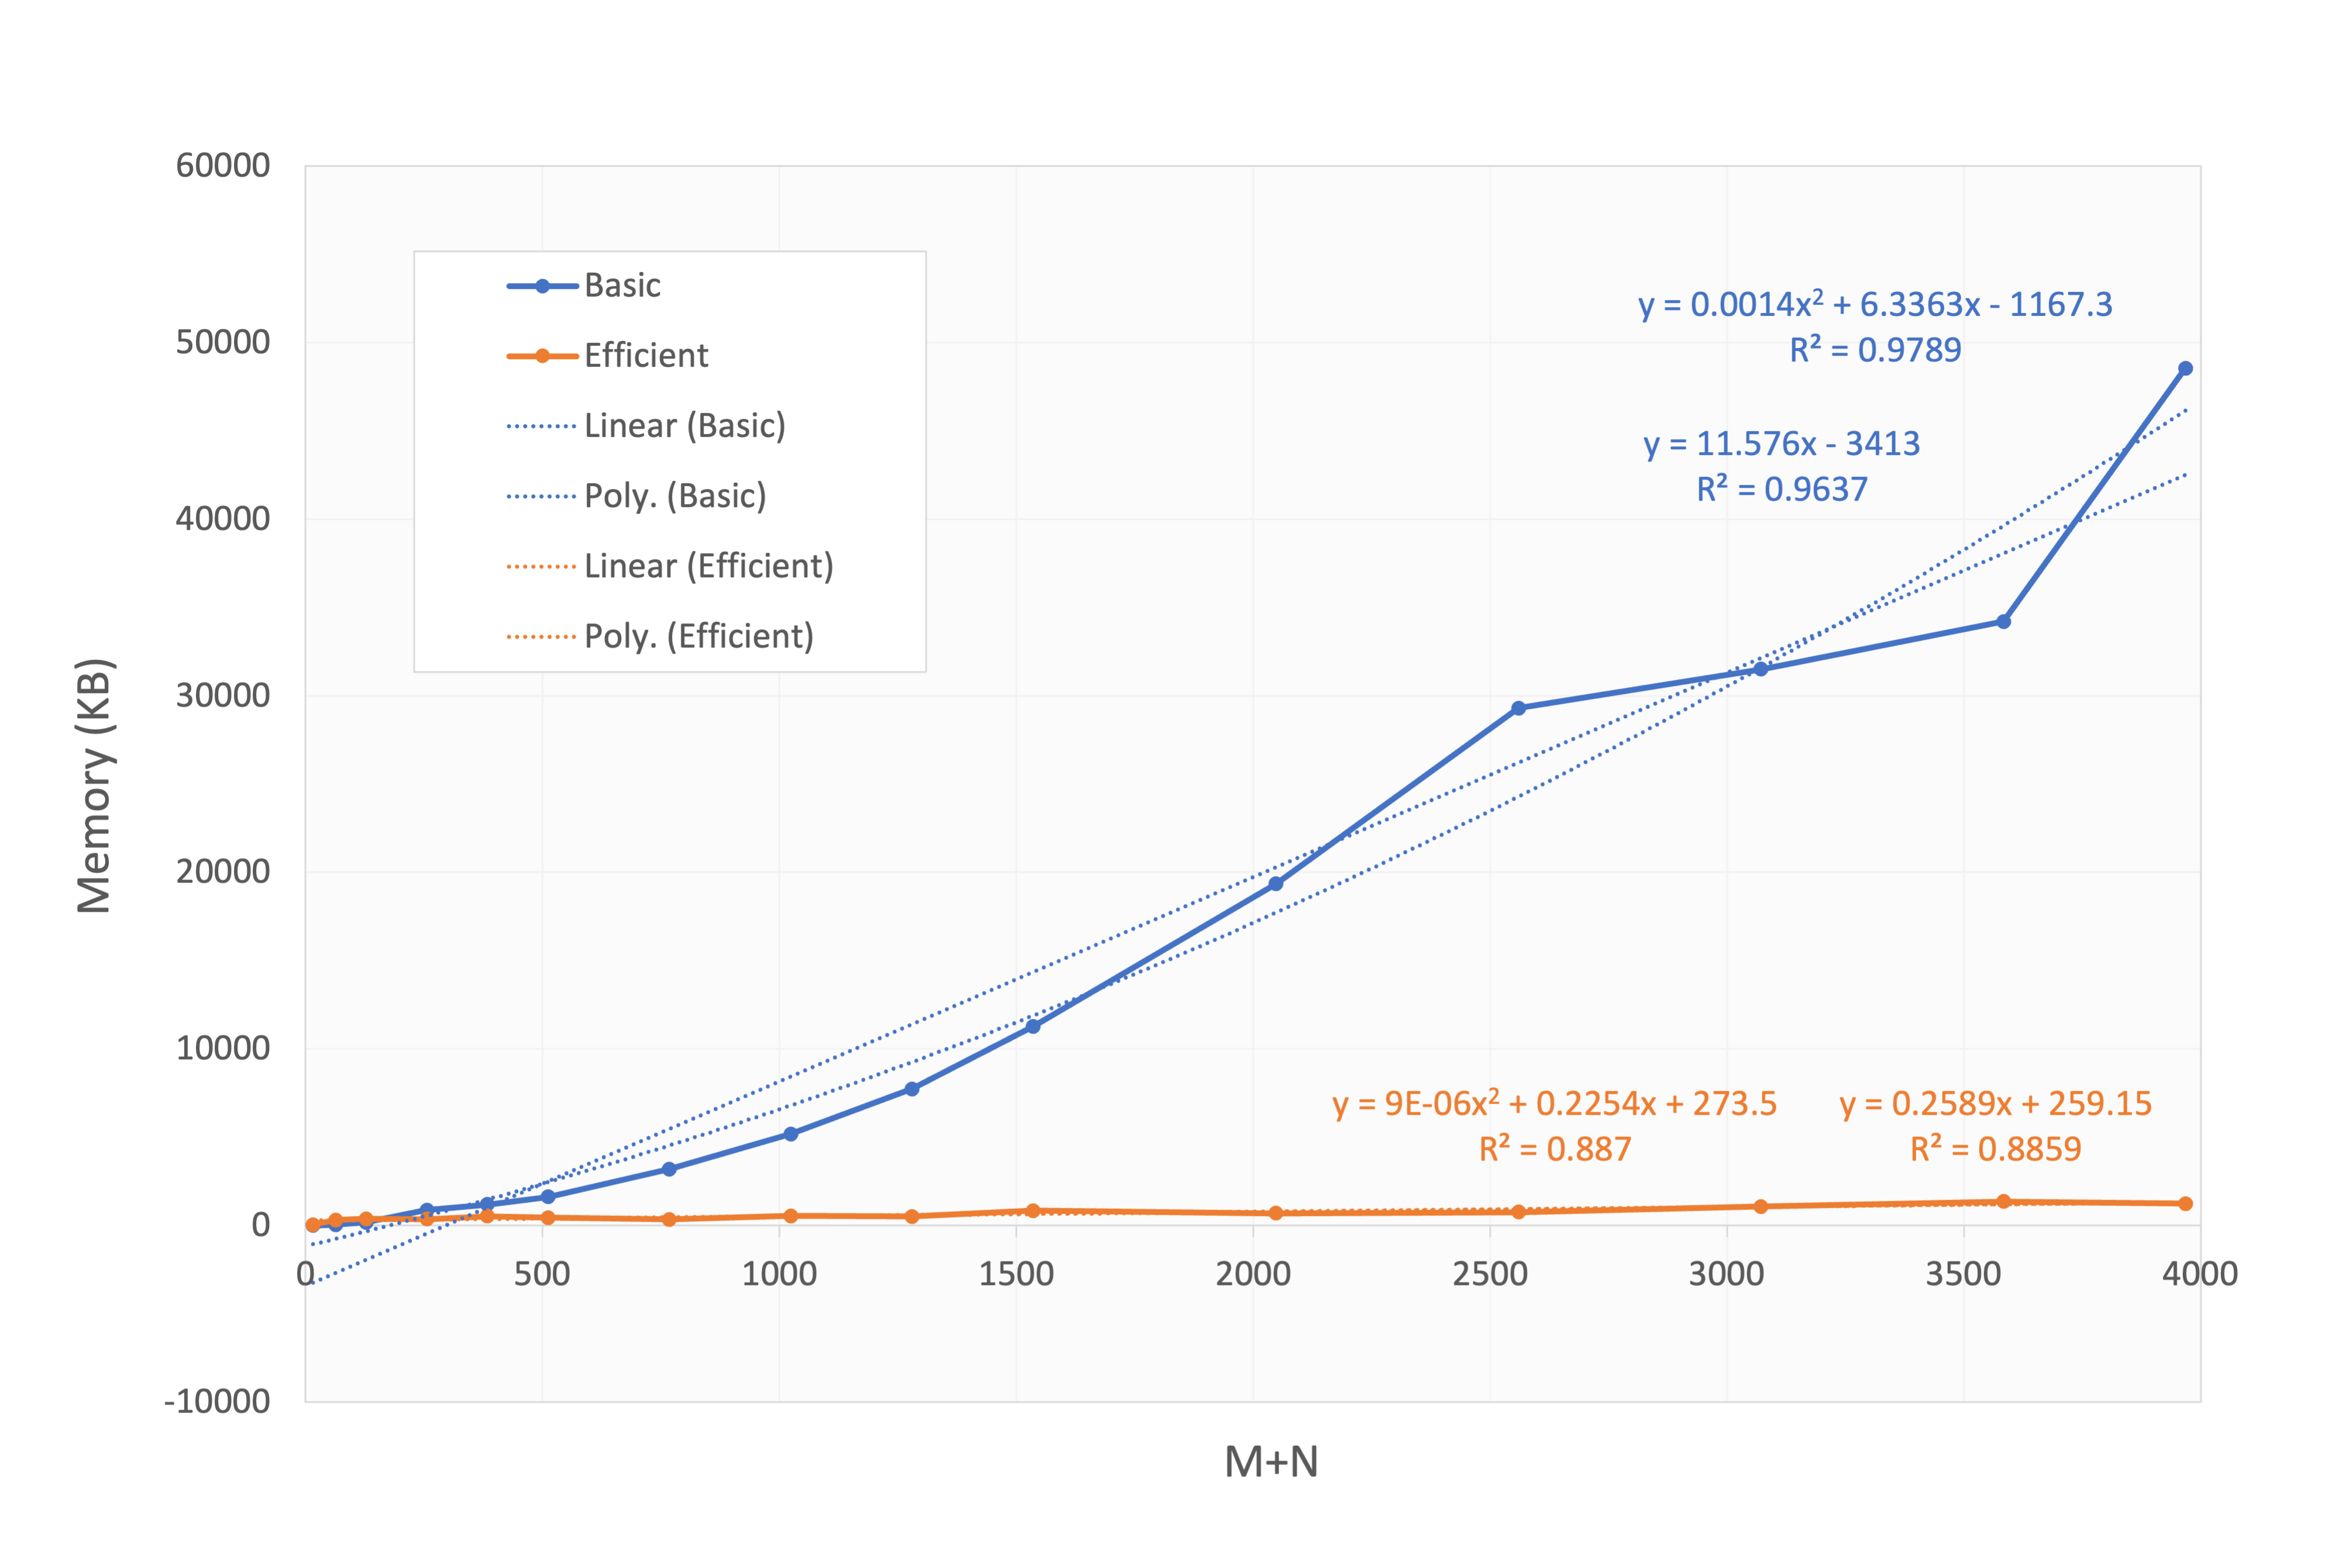 60000
50000
40000
30000
20000
10000
0
-10000
Memory (KB)
Basic
Efficient
Linear (Basic)
Poly. (Basic)
Linear (Efficient)
Poly. (Efficient)
y = 0.0014x² + 6.3363x - 1167.3
R² = 0.9789
y = 11.576x - 3413
R² = 0.9637
y = 9E-06x² + 0.2254x + 273.5
R² = 0.887
y = 0.2589x + 259.15
R² = 0.8859
0 500 1000 1500 2000 2500 3000 3500 4000
M+N